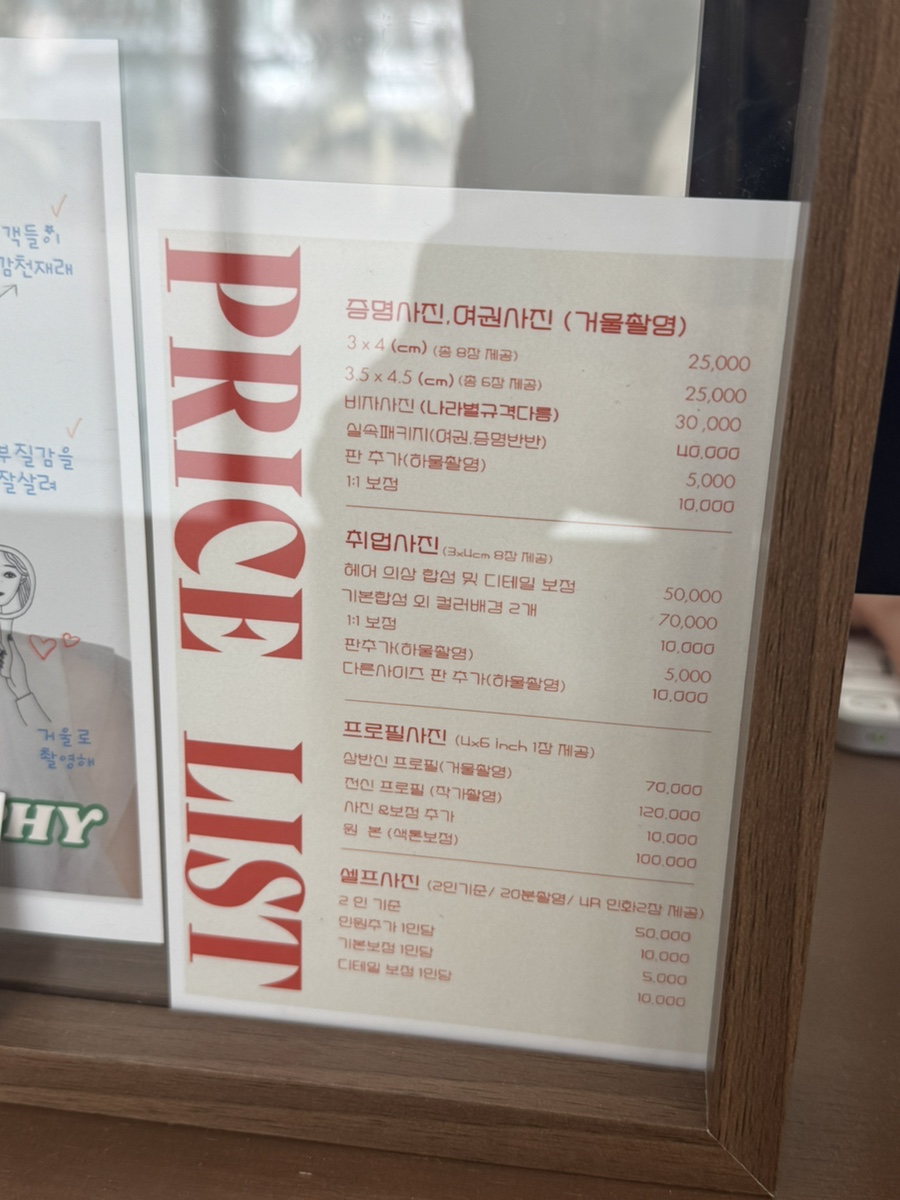 객들이
감천재래
부질감을
잘살려
거울로
촬영해
HY
PRICE LIST
증명사진.여권사진 (거울촬영)
3 x 4 (cm) (총 8장 제공) 25,000
3.5 x 4.5 (cm) (총 6장 제공) 25,000
비자사진 (나라별규격다름) 30,000
실속패키지(여권.증명반반) 40,000
판 추가(하울촬영) 5,000
1:1 보정 10,000
취업사진 (3x4cm 8장 제공)
헤어 의상 합성 및 디테일 보정 50,000
기본합성 외 컬러배경 2개 70,000
1:1 보정 10,000
판추가(하울촬영) 5,000
다른사이즈 판 추가(하울촬영) 10,000
프로필사진 (4x6 inch 1장 제공)
상반신 프로필(거울촬영) 70,000
전신 프로필 (작가촬영) 120,000
사진 &보정 추가 10,000
원 본 (색톤보정) 100,000
셀프사진 (2인기준/ 20분촬영/ 4R 인화2장 제공)
2 인 기준 50,000
인원추가 1인당 10,000
기본보정 1인당 5,000
디테일 보정 1인당 10,000